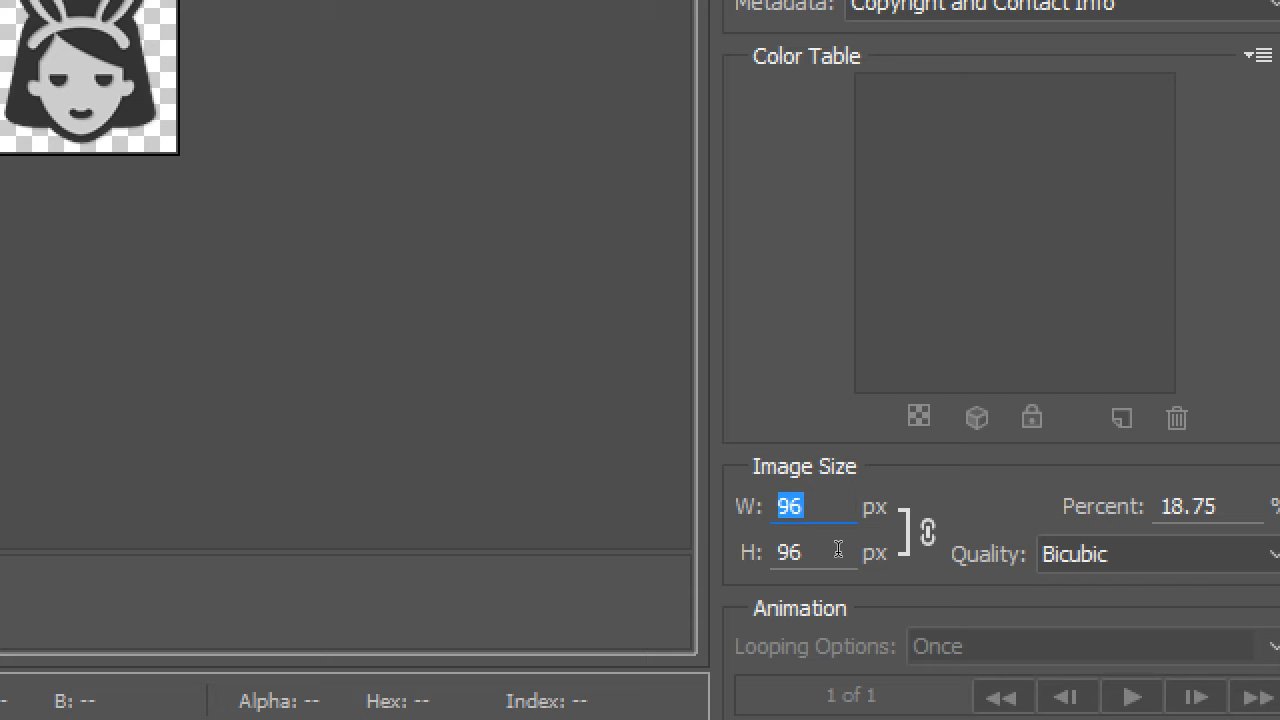 Metadata: Copyright and Contact Info
Color Table
Image Size
W: 96 px Percent: 18.75 %
H: 96 px Quality: Bicubic
Animation
Looping Options: Once
1 of 1
-- B: -- Alpha: -- Hex: -- Index: --